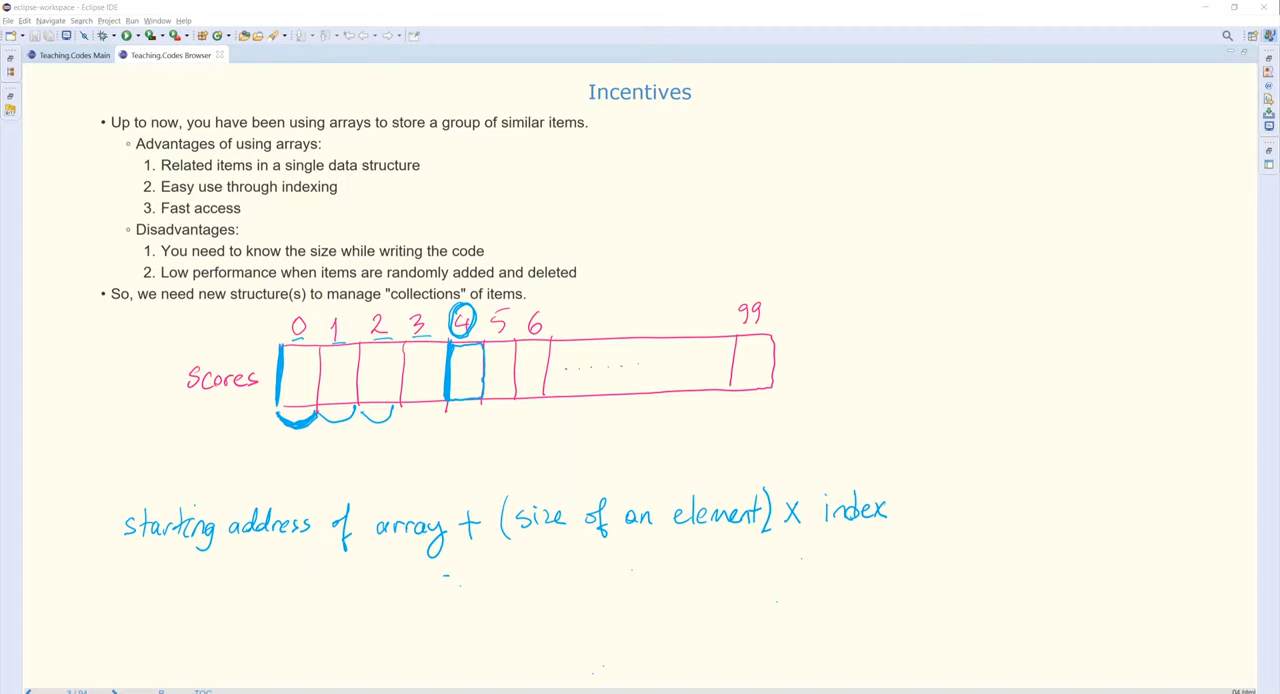 eclipse-workspace - Eclipse IDE
File Edit Navigate Search Project Run Window Help
Teaching.Codes Main Teaching.Codes Browser
Incentives
• Up to now, you have been using arrays to store a group of similar items.
◦ Advantages of using arrays:
1. Related items in a single data structure
2. Easy use through indexing
3. Fast access
◦ Disadvantages:
1. You need to know the size while writing the code
2. Low performance when items are randomly added and deleted
• So, we need new structure(s) to manage "collections" of items.
0 1 2 3 4 5 6 99
Scores ......
starting address of array + (size of an element) x index
3 / 94 B TOC 04.html